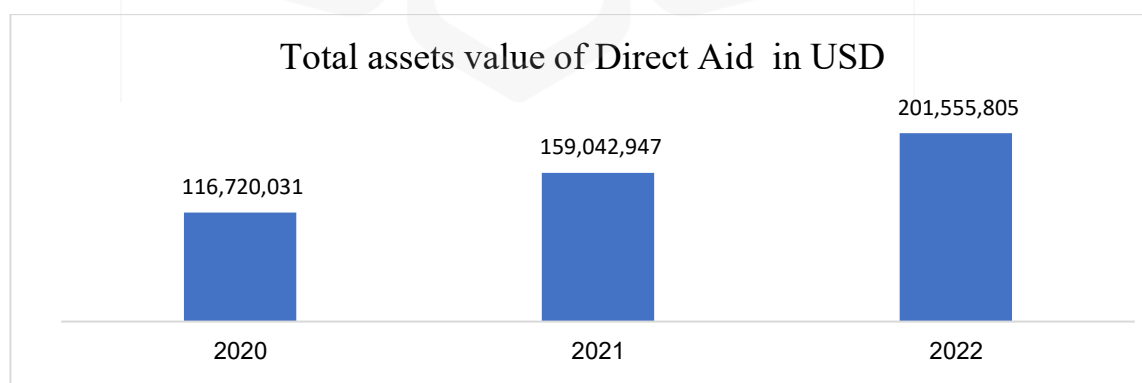 Total assets value of Direct Aid in USD
201,555,805
159,042,947
116,720,031
2020 2021 2022